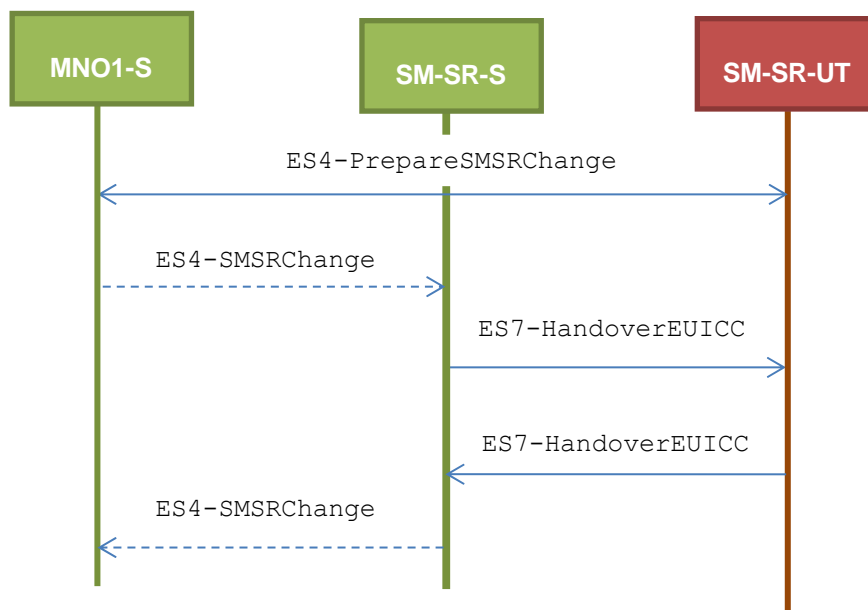 MNO1-S
SM-SR-S
SM-SR-UT
ES4-PrepareSMSRChange
ES4-SMSRChange
ES7-HandoverEUICC
ES7-HandoverEUICC
ES4-SMSRChange